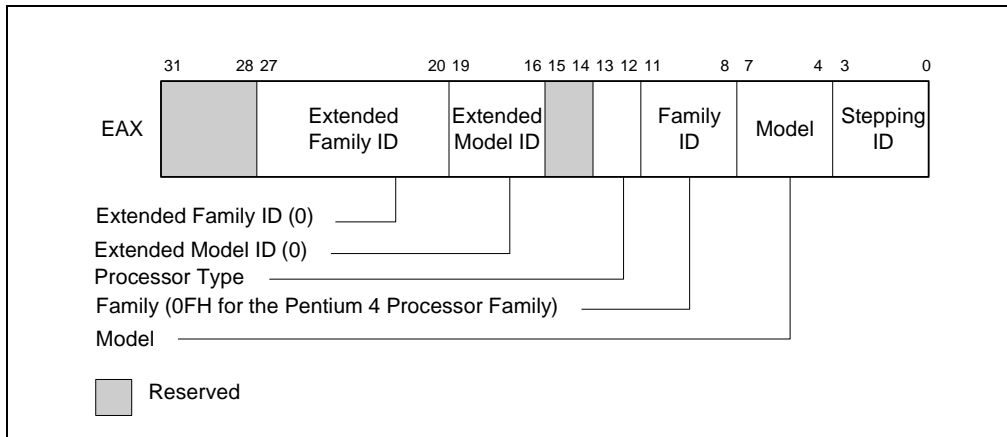 31 28 27 20 19 16 15 14 13 12 11 8 7 4 3 0
EAX
Extended Family ID
Extended Model ID
Family ID
Model
Stepping ID
Extended Family ID (0)
Extended Model ID (0)
Processor Type
Family (0FH for the Pentium 4 Processor Family)
Model
Reserved